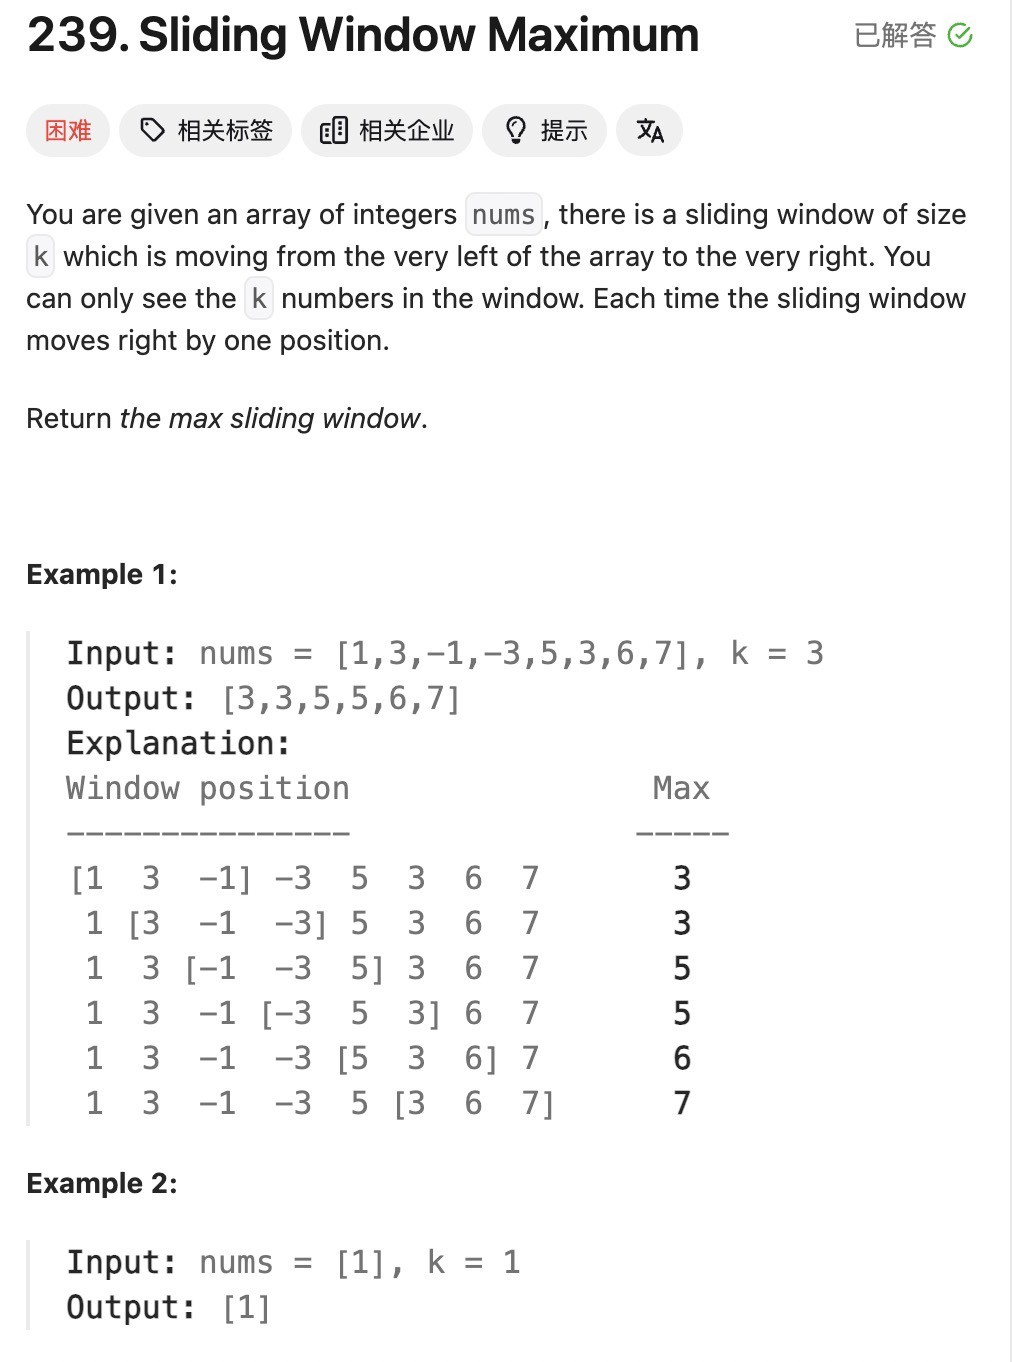 239. Sliding Window Maximum 已解答
困难 相关标签 相关企业 提示
You are given an array of integers nums, there is a sliding window of size
k which is moving from the very left of the array to the very right. You
can only see the k numbers in the window. Each time the sliding window
moves right by one position.
Return the max sliding window.
Example 1:
Input: nums = [1,3,-1,-3,5,3,6,7], k = 3
Output: [3,3,5,5,6,7]
Explanation:
Window position                Max
---------------               -----
[1  3  -1] -3  5  3  6  7       3
 1 [3  -1  -3] 5  3  6  7       3
 1  3 [-1  -3  5] 3  6  7       5
 1  3  -1 [-3  5  3] 6  7       5
 1  3  -1  -3 [5  3  6] 7       6
 1  3  -1  -3  5 [3  6  7]      7
Example 2:
Input: nums = [1], k = 1
Output: [1]